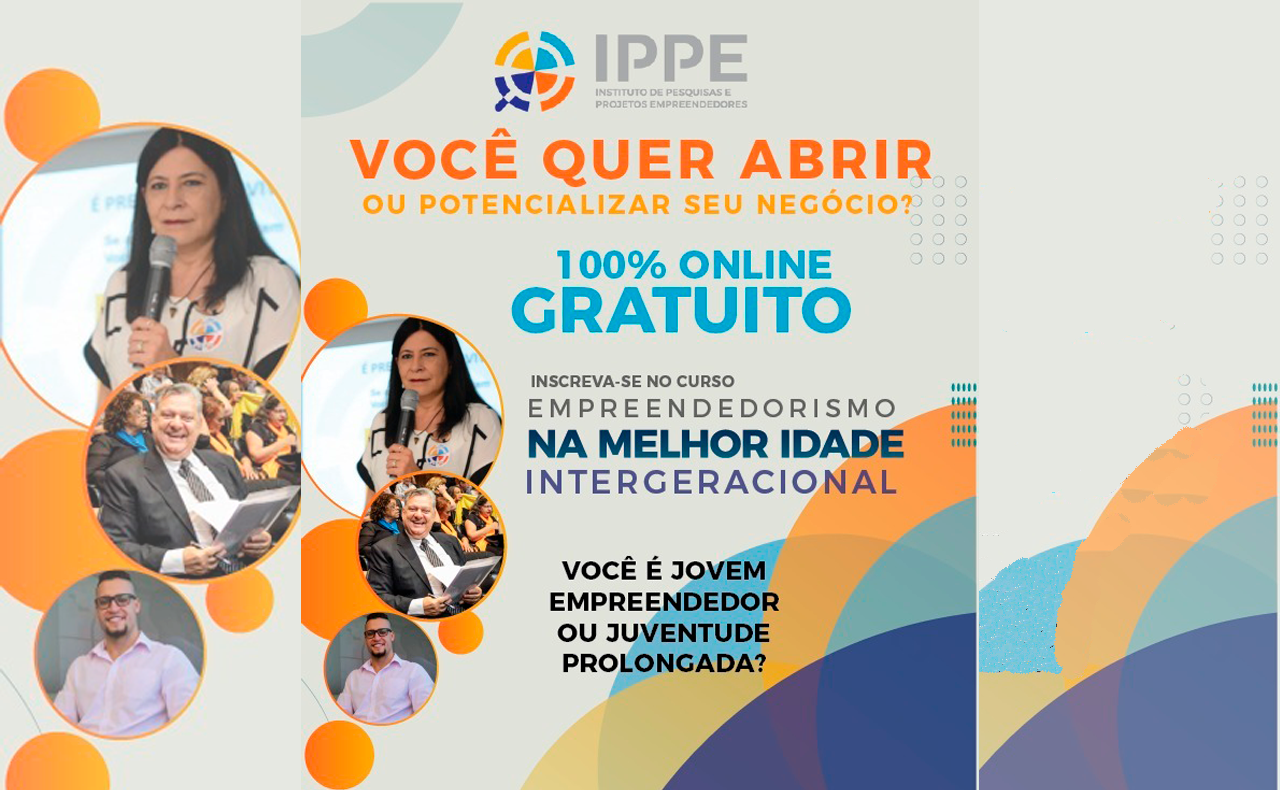 IPPE
INSTITUTO DE PESQUISAS E
PROJETOS EMPREENDEDORES
VOCÊ QUER ABRIR
OU POTENCIALIZAR SEU NEGÓCIO?
100% ONLINE
GRATUITO
INSCREVA-SE NO CURSO
EMPREENDEDORISMO
NA MELHOR IDADE
INTERGERACIONAL
VOCÊ É JOVEM
EMPREENDEDOR
OU JUVENTUDE
PROLONGADA?